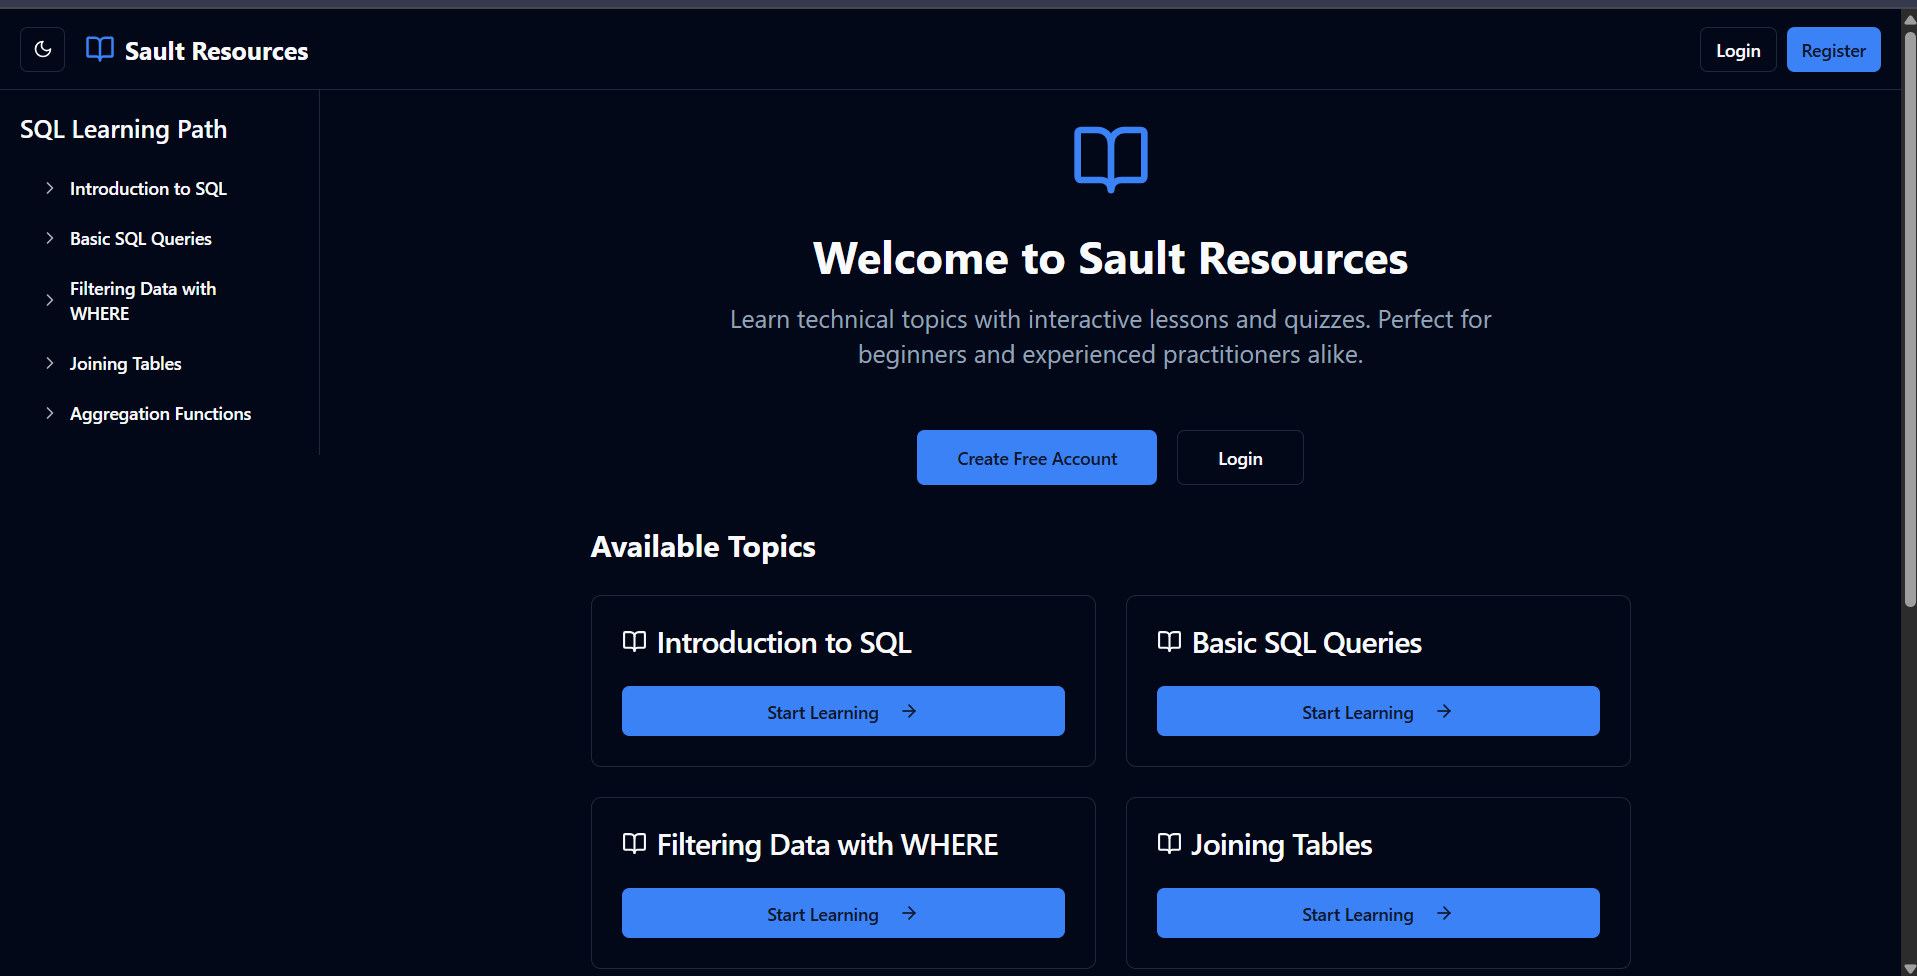 Sault Resources
Login
Register
SQL Learning Path
Introduction to SQL
Basic SQL Queries
Filtering Data with
WHERE
Joining Tables
Aggregation Functions
Welcome to Sault Resources
Learn technical topics with interactive lessons and quizzes. Perfect for
beginners and experienced practitioners alike.
Create Free Account
Login
Available Topics
Introduction to SQL
Start Learning
Basic SQL Queries
Start Learning
Filtering Data with WHERE
Start Learning
Joining Tables
Start Learning